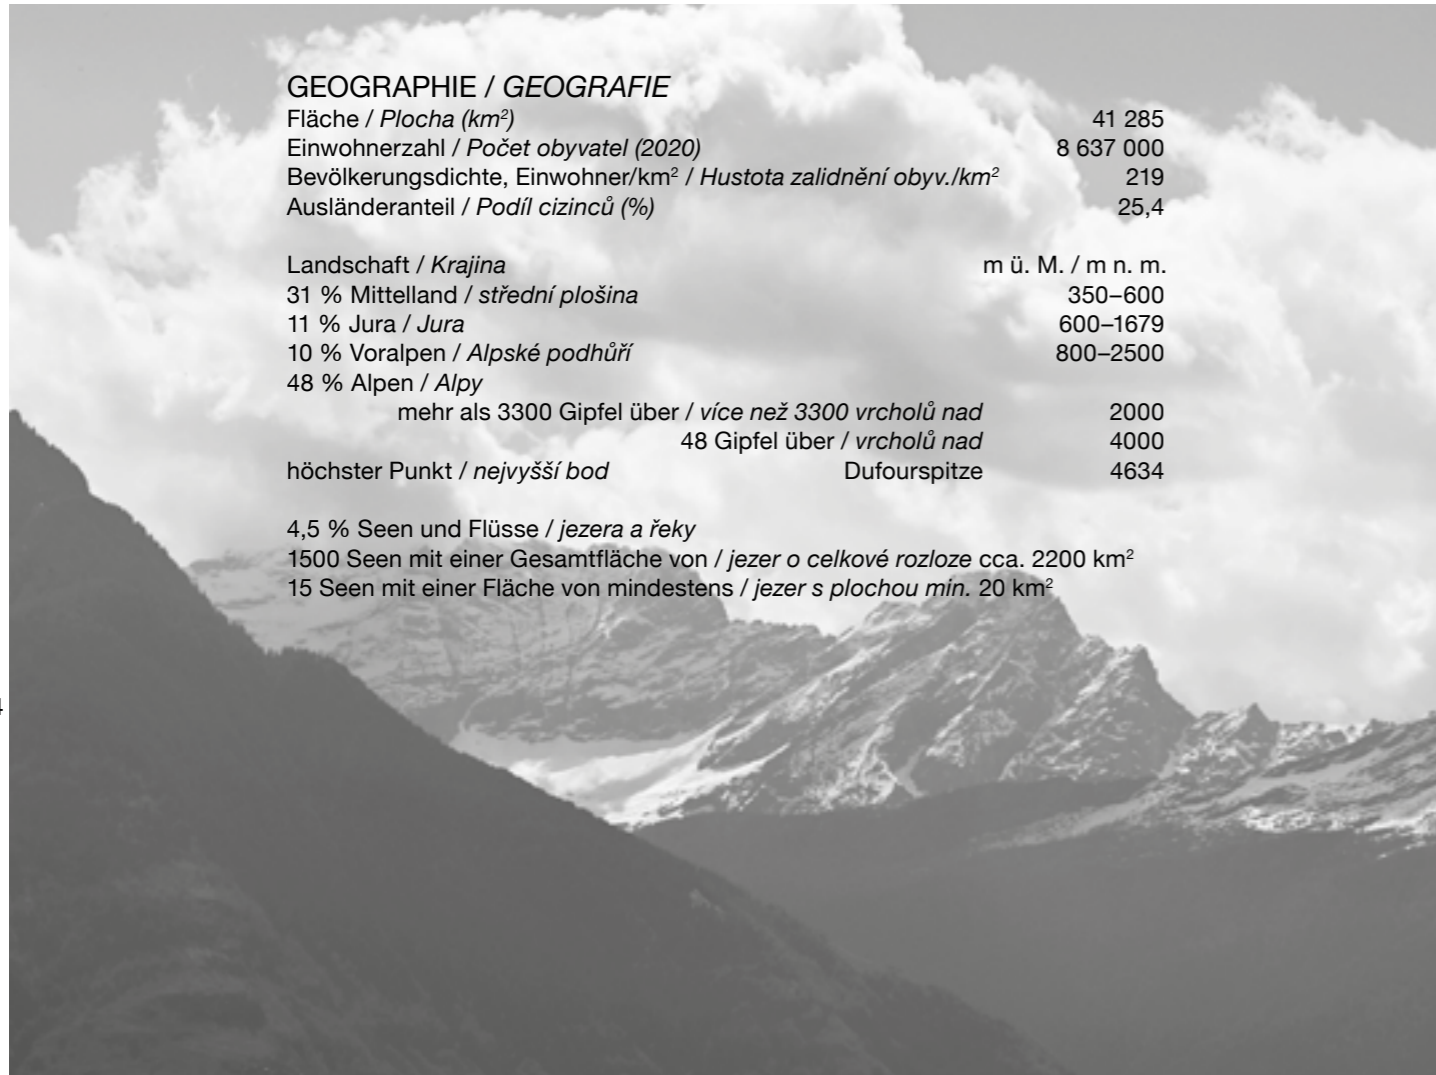 GEOGRAPHIE / GEOGRAFIE
Fläche / Plocha (km²) 41 285
Einwohnerzahl / Počet obyvatel (2020) 8 637 000
Bevölkerungsdichte, Einwohner/km² / Hustota zalidnění obyv./km² 219
Ausländeranteil / Podíl cizinců (%) 25,4
Landschaft / Krajina m ü. M. / m n. m.
31 % Mittelland / střední plošina 350–600
11 % Jura / Jura 600–1679
10 % Voralpen / Alpské podhůří 800–2500
48 % Alpen / Alpy
mehr als 3300 Gipfel über / více než 3300 vrcholů nad 2000
48 Gipfel über / vrcholů nad 4000
höchster Punkt / nejvyšší bod Dufourspitze 4634
4,5 % Seen und Flüsse / jezera a řeky
1500 Seen mit einer Gesamtfläche von / jezer o celkové rozloze cca. 2200 km²
15 Seen mit einer Fläche von mindestens / jezer s plochou min. 20 km²